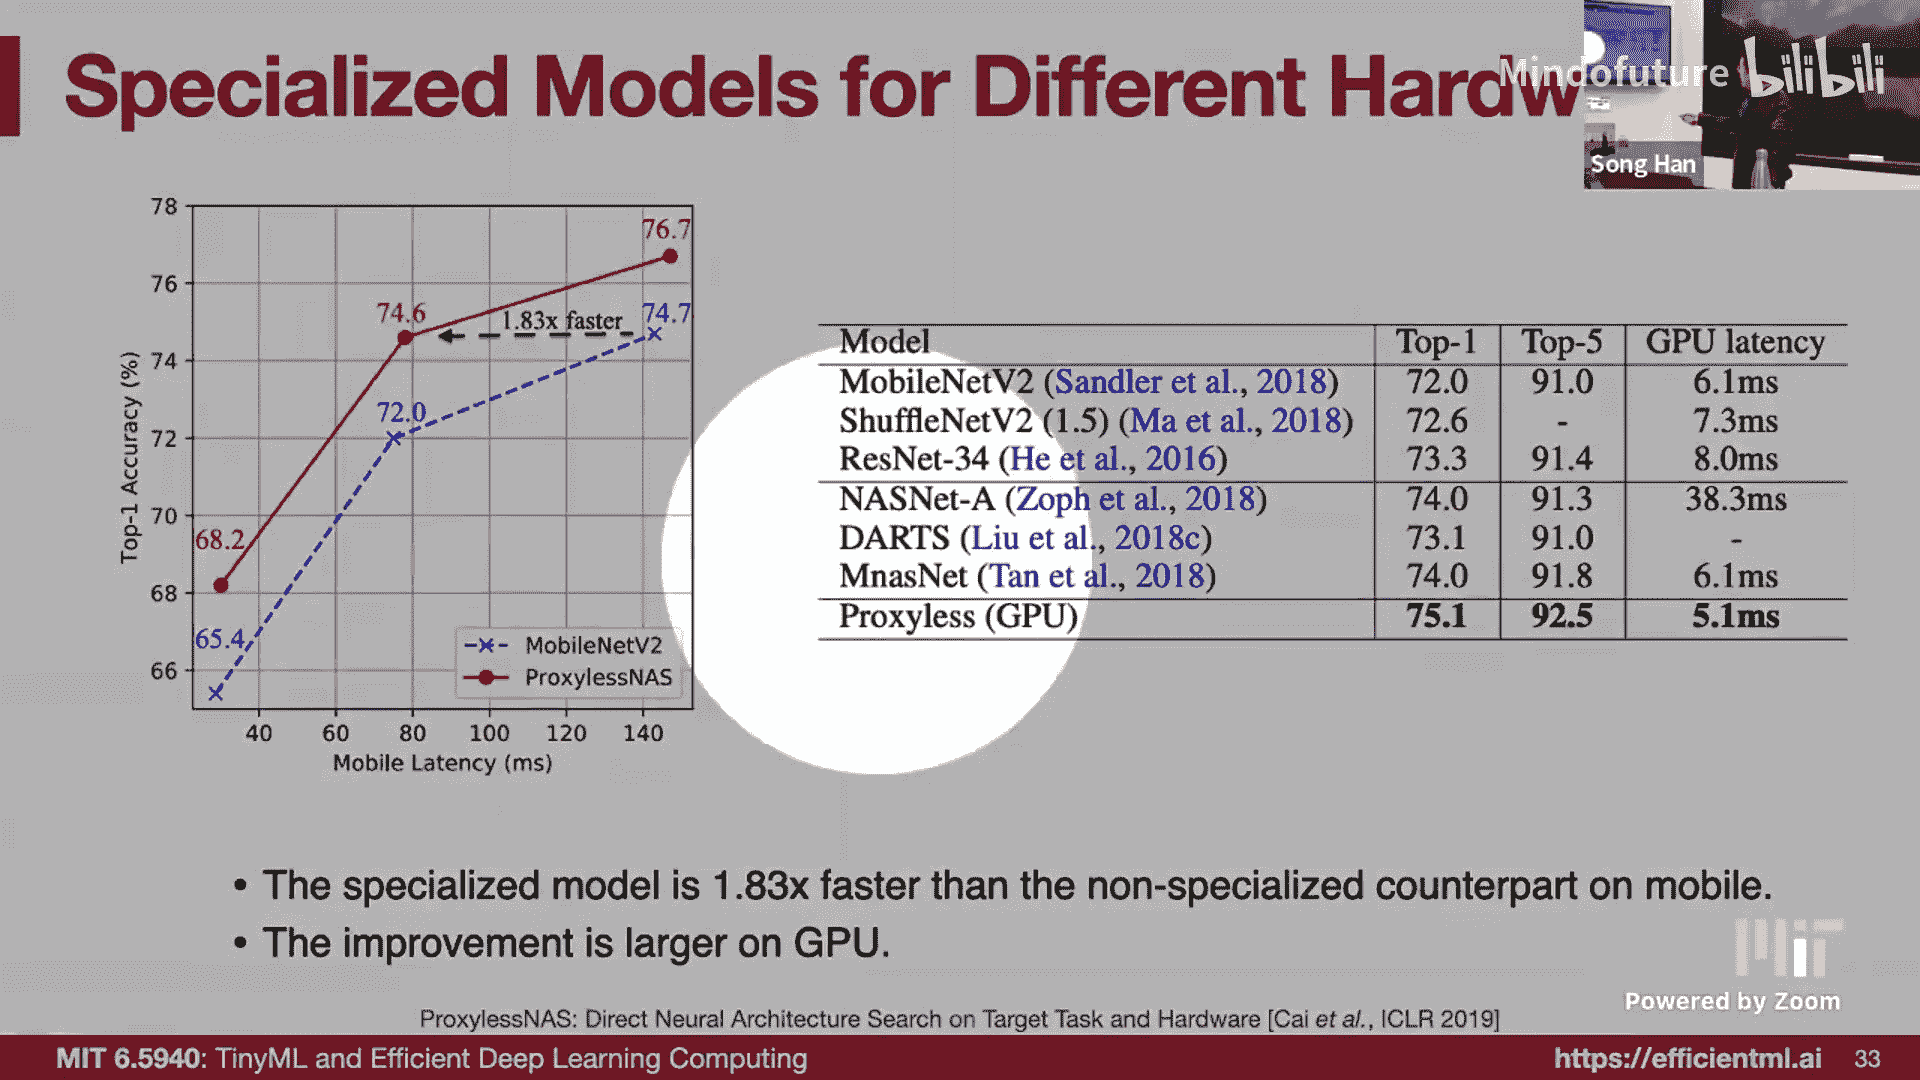 Specialized Models for Different Hardw
Mindofuture
bilibili
Song Han
78
76
74
72
70
68
66
Top-1 Accuracy (%)
76.7
74.6
74.7
1.83x faster
72.0
68.2
65.4
MobileNetV2
ProxylessNAS
40 60 80 100 120 140
Mobile Latency (ms)
Model Top-1 Top-5 GPU latency
MobileNetV2 (Sandler et al., 2018) 72.0 91.0 6.1ms
ShuffleNetV2 (1.5) (Ma et al., 2018) 72.6 - 7.3ms
ResNet-34 (He et al., 2016) 73.3 91.4 8.0ms
NASNet-A (Zoph et al., 2018) 74.0 91.3 38.3ms
DARTS (Liu et al., 2018c) 73.1 91.0 -
MnasNet (Tan et al., 2018) 74.0 91.8 6.1ms
Proxyless (GPU) 75.1 92.5 5.1ms
• The specialized model is 1.83x faster than the non-specialized counterpart on mobile.
• The improvement is larger on GPU.
MiT
Powered by Zoom
ProxylessNAS: Direct Neural Architecture Search on Target Task and Hardware [Cai et al., ICLR 2019]
MIT 6.5940: TinyML and Efficient Deep Learning Computing
https://efficientml.ai
33